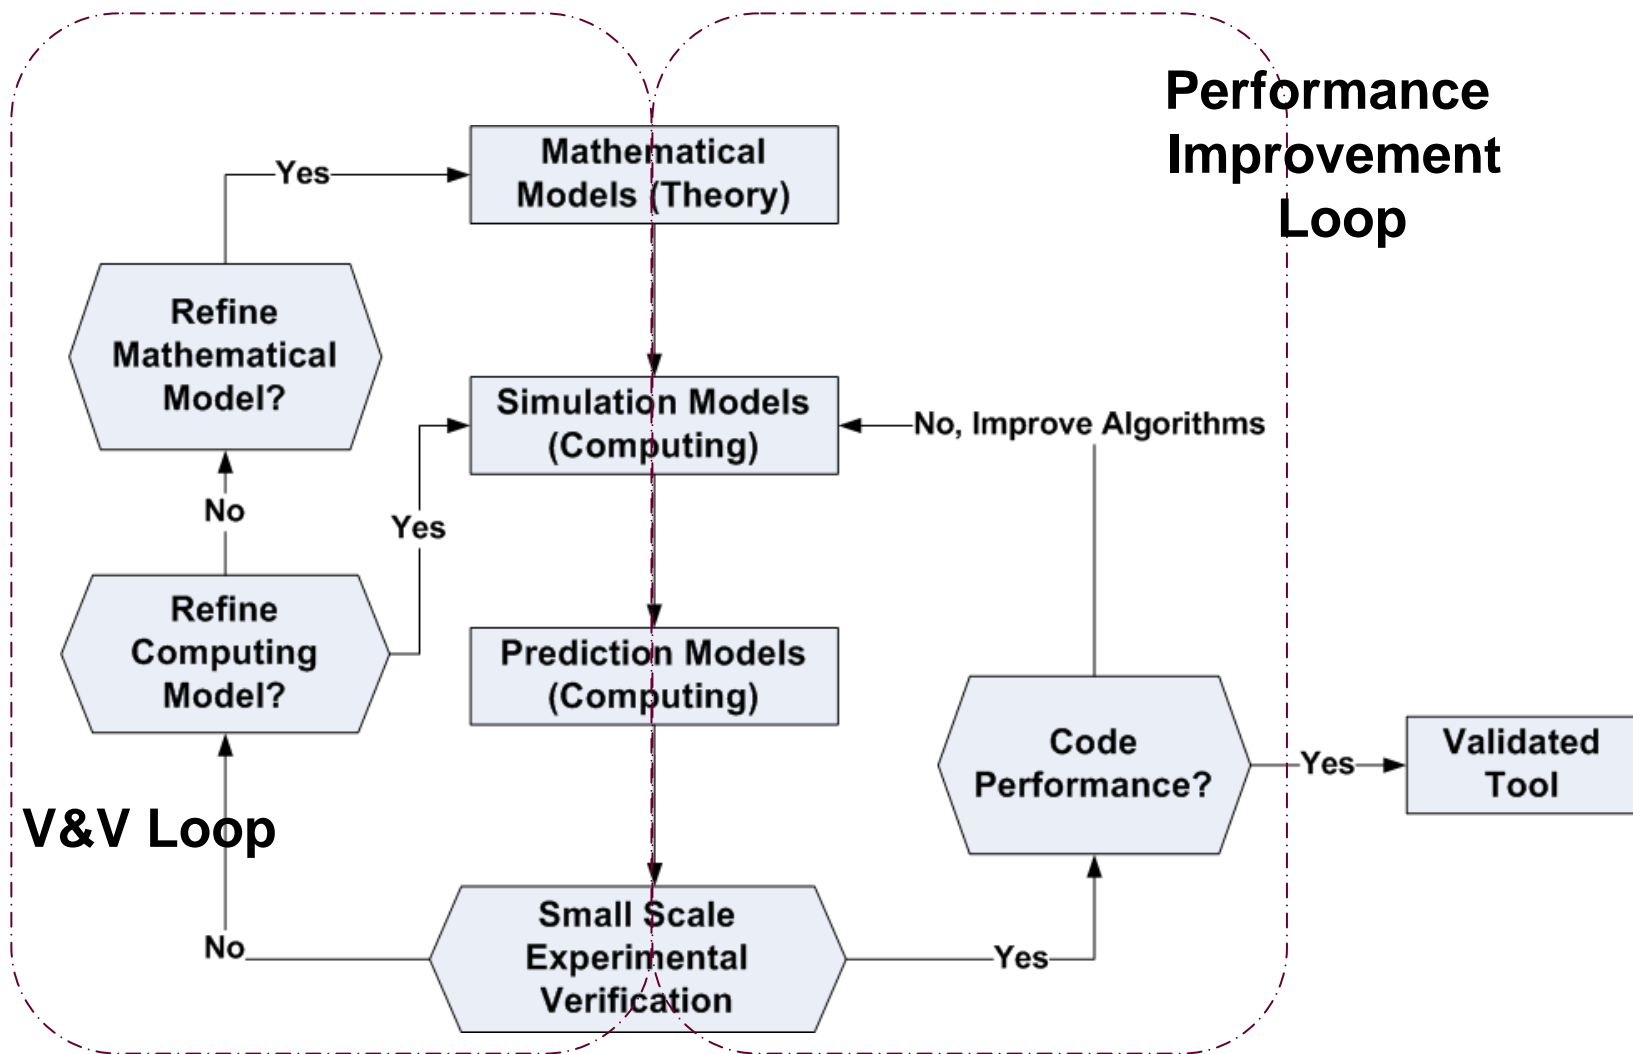 Performance
Improvement
Loop
Mathematical
Models (Theory)
Yes
Refine
Mathematical
Model?
Simulation Models
(Computing)
No, Improve Algorithms
No
Yes
Refine
Computing
Model?
Prediction Models
(Computing)
Code
Performance?
Yes
Validated
Tool
V&V Loop
Small Scale
Experimental
Verification
No
Yes